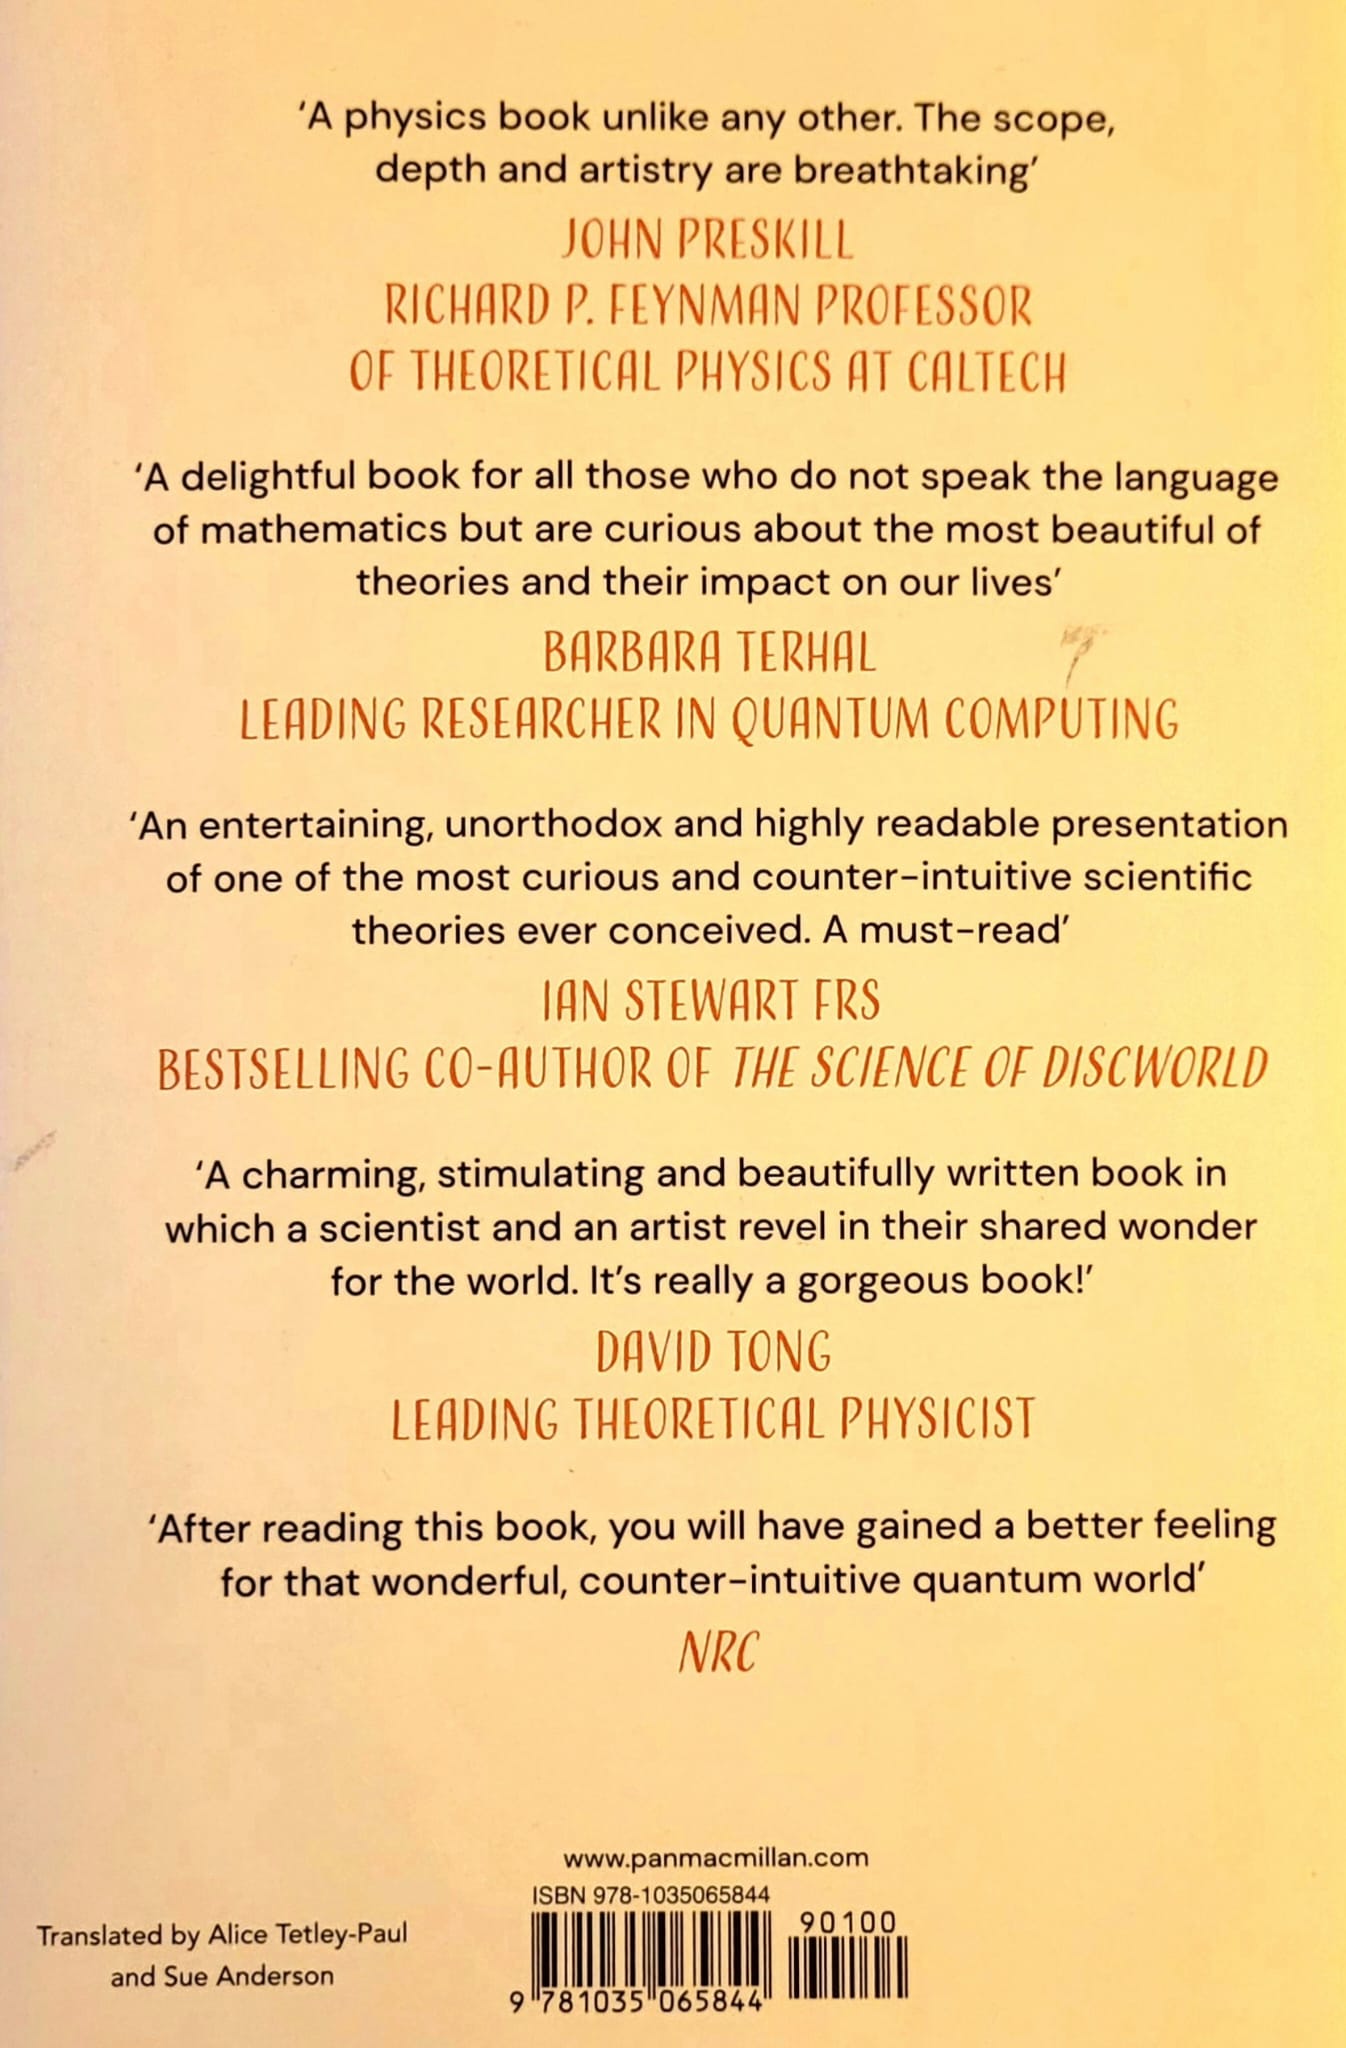 ‘A physics book unlike any other. The scope,
depth and artistry are breathtaking’
JOHN PRESKILL
RICHARD P. FEYNMAN PROFESSOR
OF THEORETICAL PHYSICS AT CALTECH
‘A delightful book for all those who do not speak the language
of mathematics but are curious about the most beautiful of
theories and their impact on our lives’
BARBARA TERHAL
LEADING RESEARCHER IN QUANTUM COMPUTING
‘An entertaining, unorthodox and highly readable presentation
of one of the most curious and counter-intuitive scientific
theories ever conceived. A must-read’
IAN STEWART FRS
BESTSELLING CO-AUTHOR OF THE SCIENCE OF DISCWORLD
‘A charming, stimulating and beautifully written book in
which a scientist and an artist revel in their shared wonder
for the world. It’s really a gorgeous book!’
DAVID TONG
LEADING THEORETICAL PHYSICIST
‘After reading this book, you will have gained a better feeling
for that wonderful, counter-intuitive quantum world’
NRC
www.panmacmillan.com
ISBN 978-1035065844
90100
9 781035 065844
Translated by Alice Tetley-Paul
and Sue Anderson